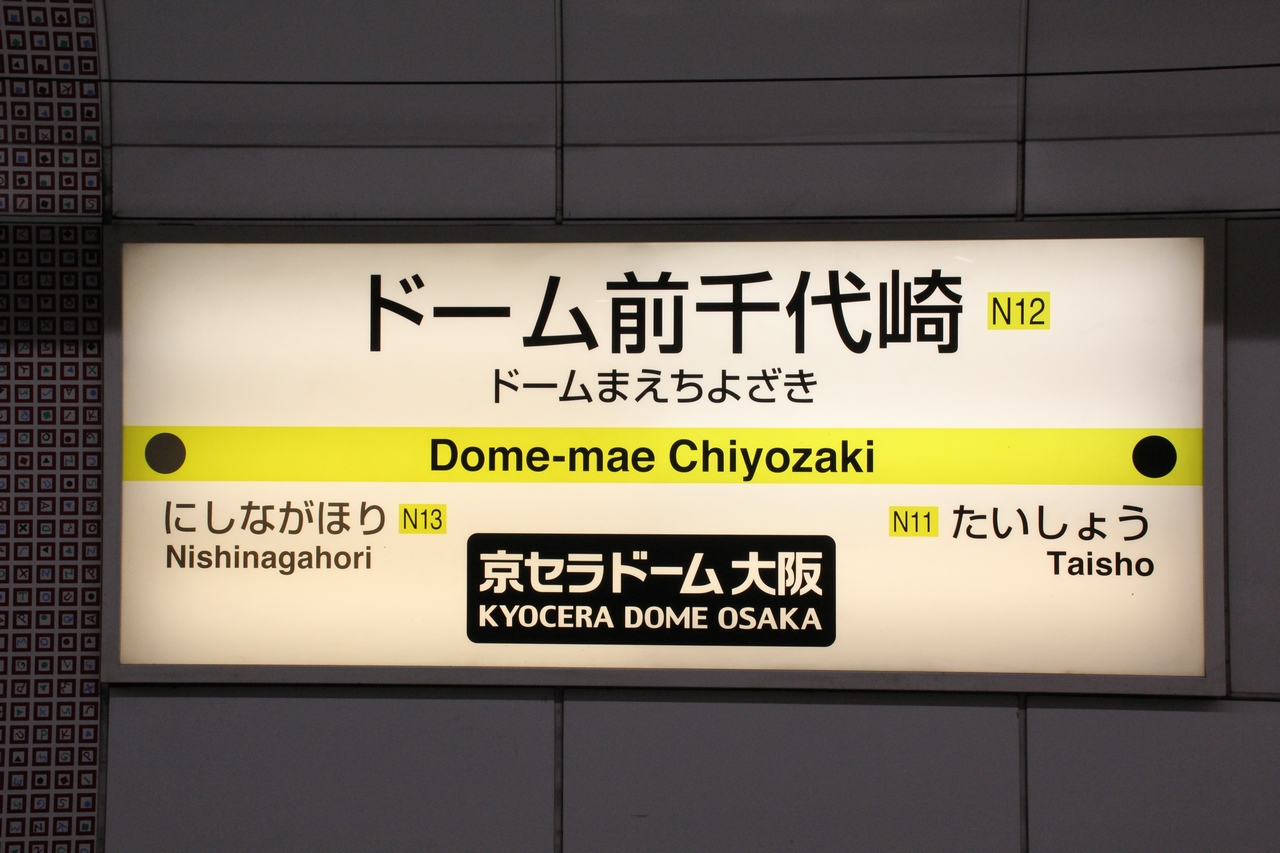 ドーム前千代崎 N12
ドームまえちよざき
Dome-mae Chiyozaki
にしながほり N13
Nishinagahori
N11 たいしょう
Taisho
京セラドーム大阪
KYOCERA DOME OSAKA